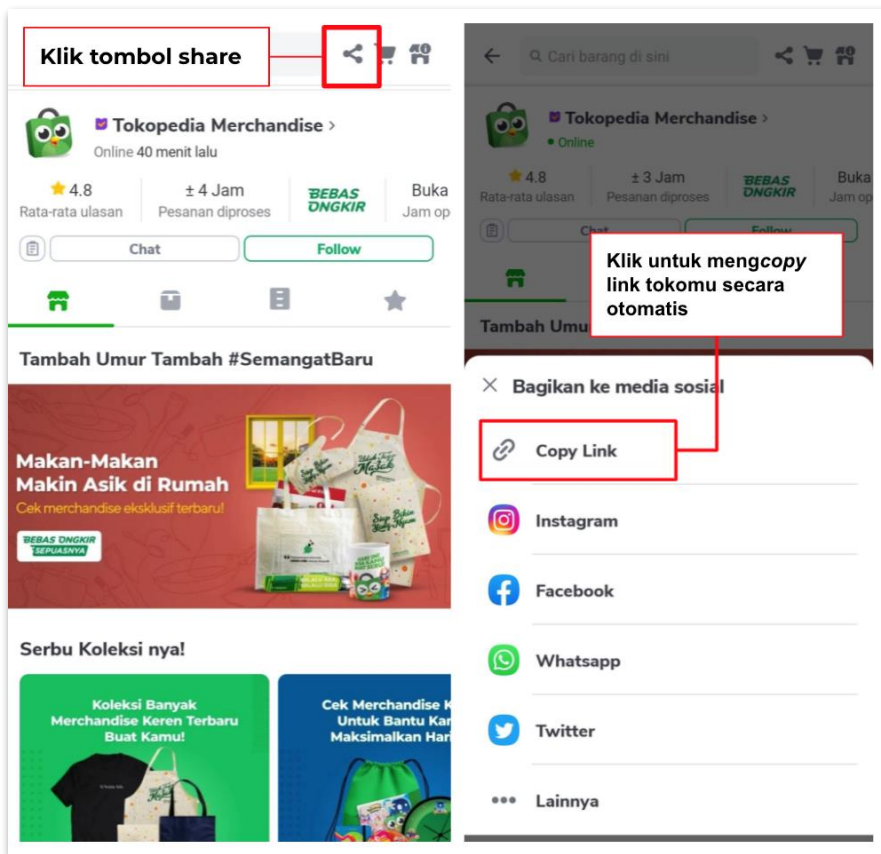 Klik tombol share
Tokopedia Merchandise
Online 40 menit lalu
4.8
Rata-rata ulasan
± 4 Jam
Pesanan diproses
BEBAS
ONGKIR
Buka
Jam op
Chat
Follow
Tambah Umur Tambah #SemangatBaru
Makan-Makan
Makin Asik di Rumah
Cek merchandise eksklusif terbaru!
BEBAS ONGKIR
SEPUASNYA
Serbu Koleksi nya!
Koleksi Banyak
Merchandise Keren Terbaru
Buat Kamu!
Cek Merchandise K
Untuk Bantu Kar
Maksimalkan Hari
Cari barang di sini
Tokopedia Merchandise
Online
4.8
Rata-rata ulasan
± 3 Jam
Pesanan diproses
BEBAS
ONGKIR
Buka
Jam op
Chat
Follow
Klik untuk mengcopy
link tokomu secara
otomatis
Tambah Umu
Bagikan ke media sosial
Copy Link
Instagram
Facebook
Whatsapp
Twitter
Lainnya